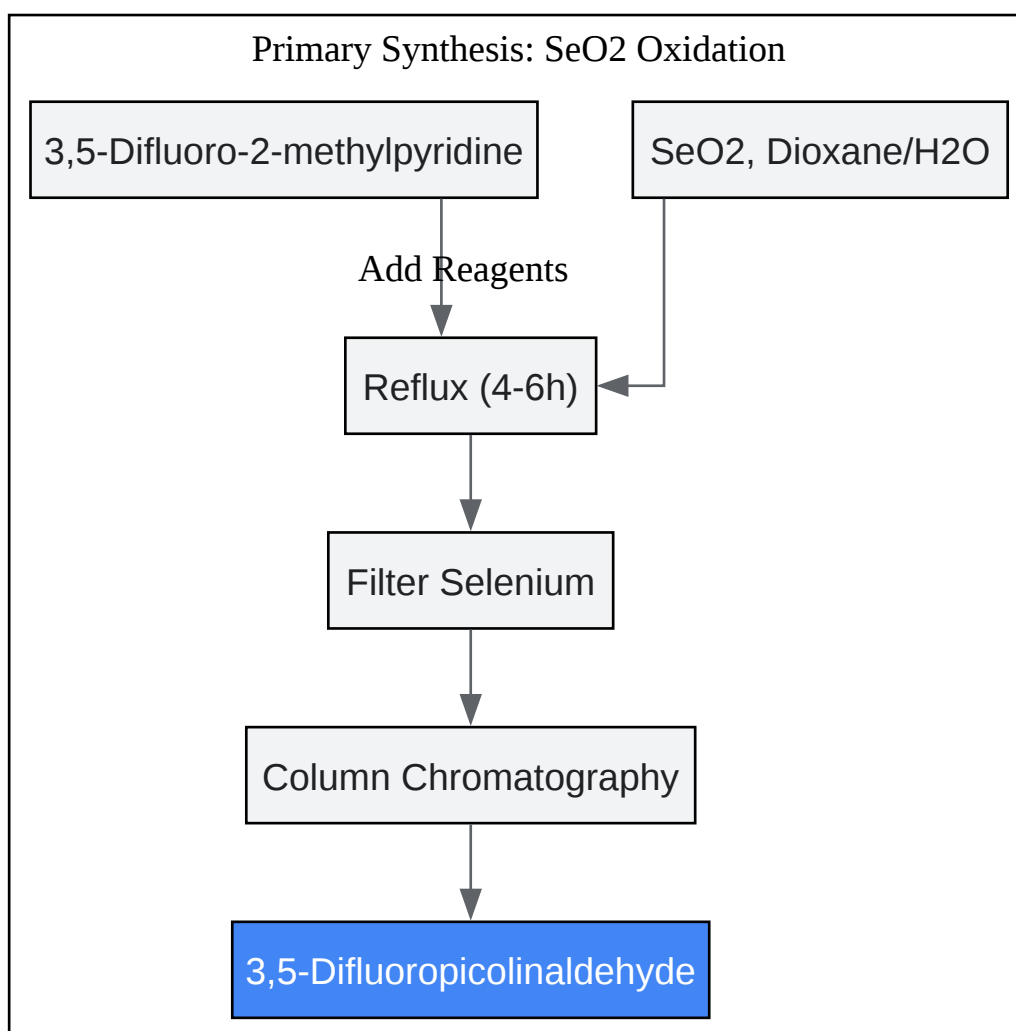 Primary Synthesis: SeO2 Oxidation
3,5-Difluoro-2-methylpyridine
SeO2, Dioxane/H2O
Add Reagents
Reflux (4-6h)
Filter Selenium
Column Chromatography
3,5-Difluoropicolinaldehyde